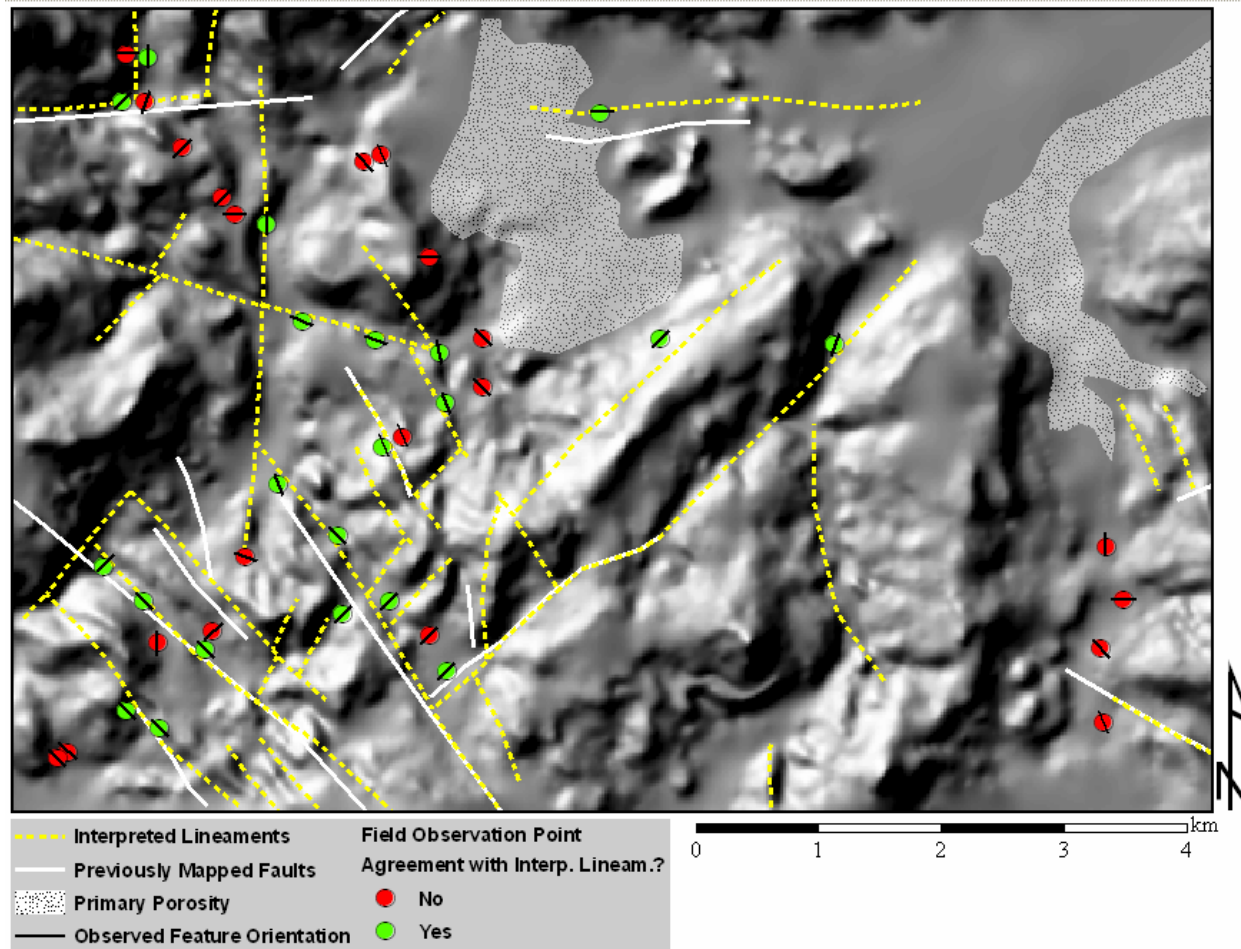 Interpreted Lineaments
Previously Mapped Faults
Primary Porosity
Observed Feature Orientation
Field Observation Point
Agreement with Interp. Lineam.?
No
Yes
km
0 1 2 3 4
N